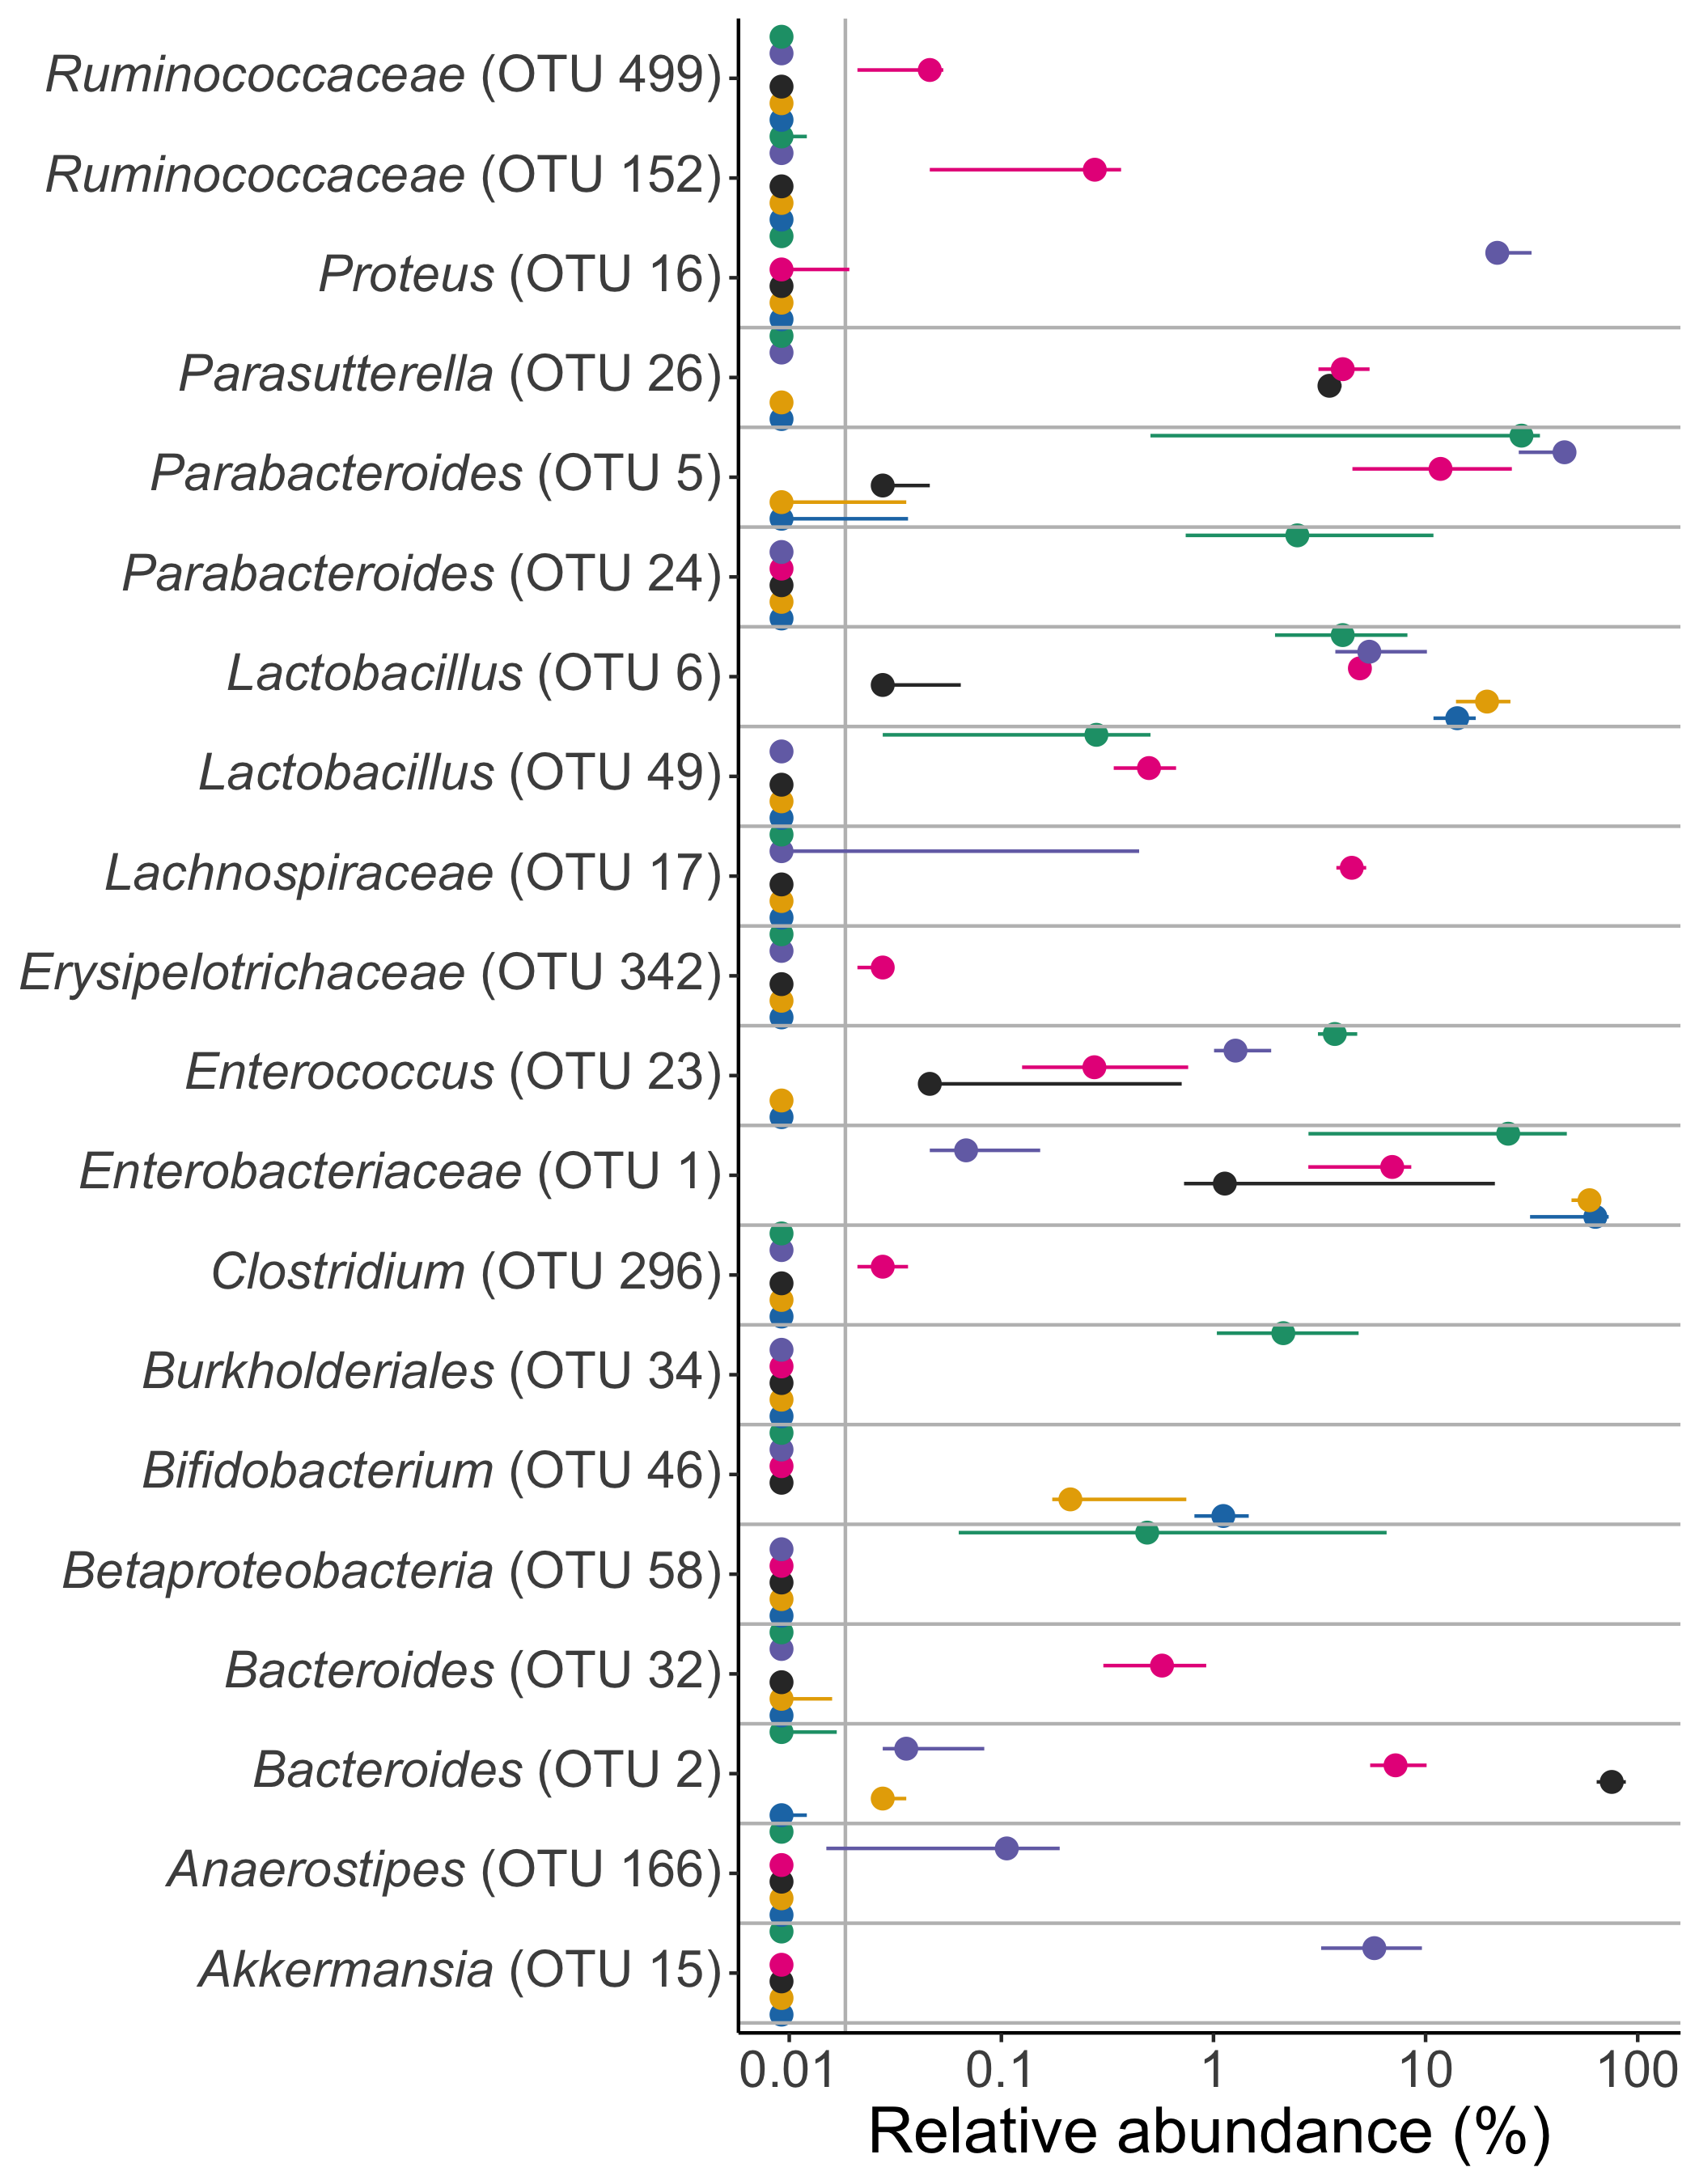 Ruminococcaceae (OTU 499)
Ruminococcaceae (OTU 152)
Proteus (OTU 16)
Parasutterella (OTU 26)
Parabacteroides (OTU 5)
Parabacteroides (OTU 24)
Lactobacillus (OTU 6)
Lactobacillus (OTU 49)
Lachnospiraceae (OTU 17)
Erysipelotrichaceae (OTU 342)
Enterococcus (OTU 23)
Enterobacteriaceae (OTU 1)
Clostridium (OTU 296)
Burkholderiales (OTU 34)
Bifidobacterium (OTU 46)
Betaproteobacteria (OTU 58)
Bacteroides (OTU 32)
Bacteroides (OTU 2)
Anaerostipes (OTU 166)
Akkermansia (OTU 15)
0.01 0.1 1 10 100
Relative abundance (%)